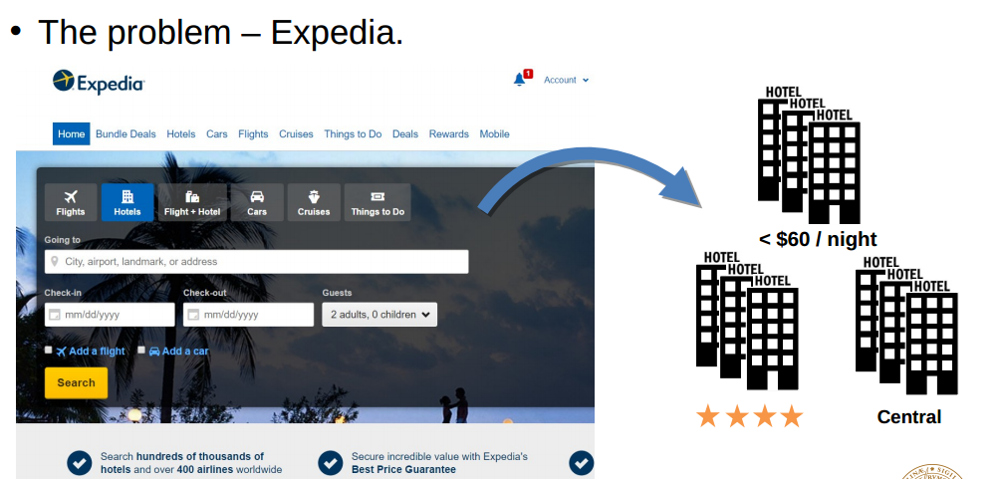 • The problem – Expedia.
Expedia
1
Account
Home Bundle Deals Hotels Cars Flights Cruises Things to Do Deals Rewards Mobile
Flights Hotels Flight + Hotel Cars Cruises Things to Do
Going to
City, airport, landmark, or address
Check-in Check-out Guests
mm/dd/yyyy mm/dd/yyyy 2 adults, 0 children
Add a flight Add a car
Search
Search hundreds of thousands of
hotels and over 400 airlines worldwide
Secure incredible value with Expedia's
Best Price Guarantee
HOTEL
HOTEL
HOTEL
< $60 / night
HOTEL
HOTEL
HOTEL
HOTEL
HOTEL
HOTEL
Central